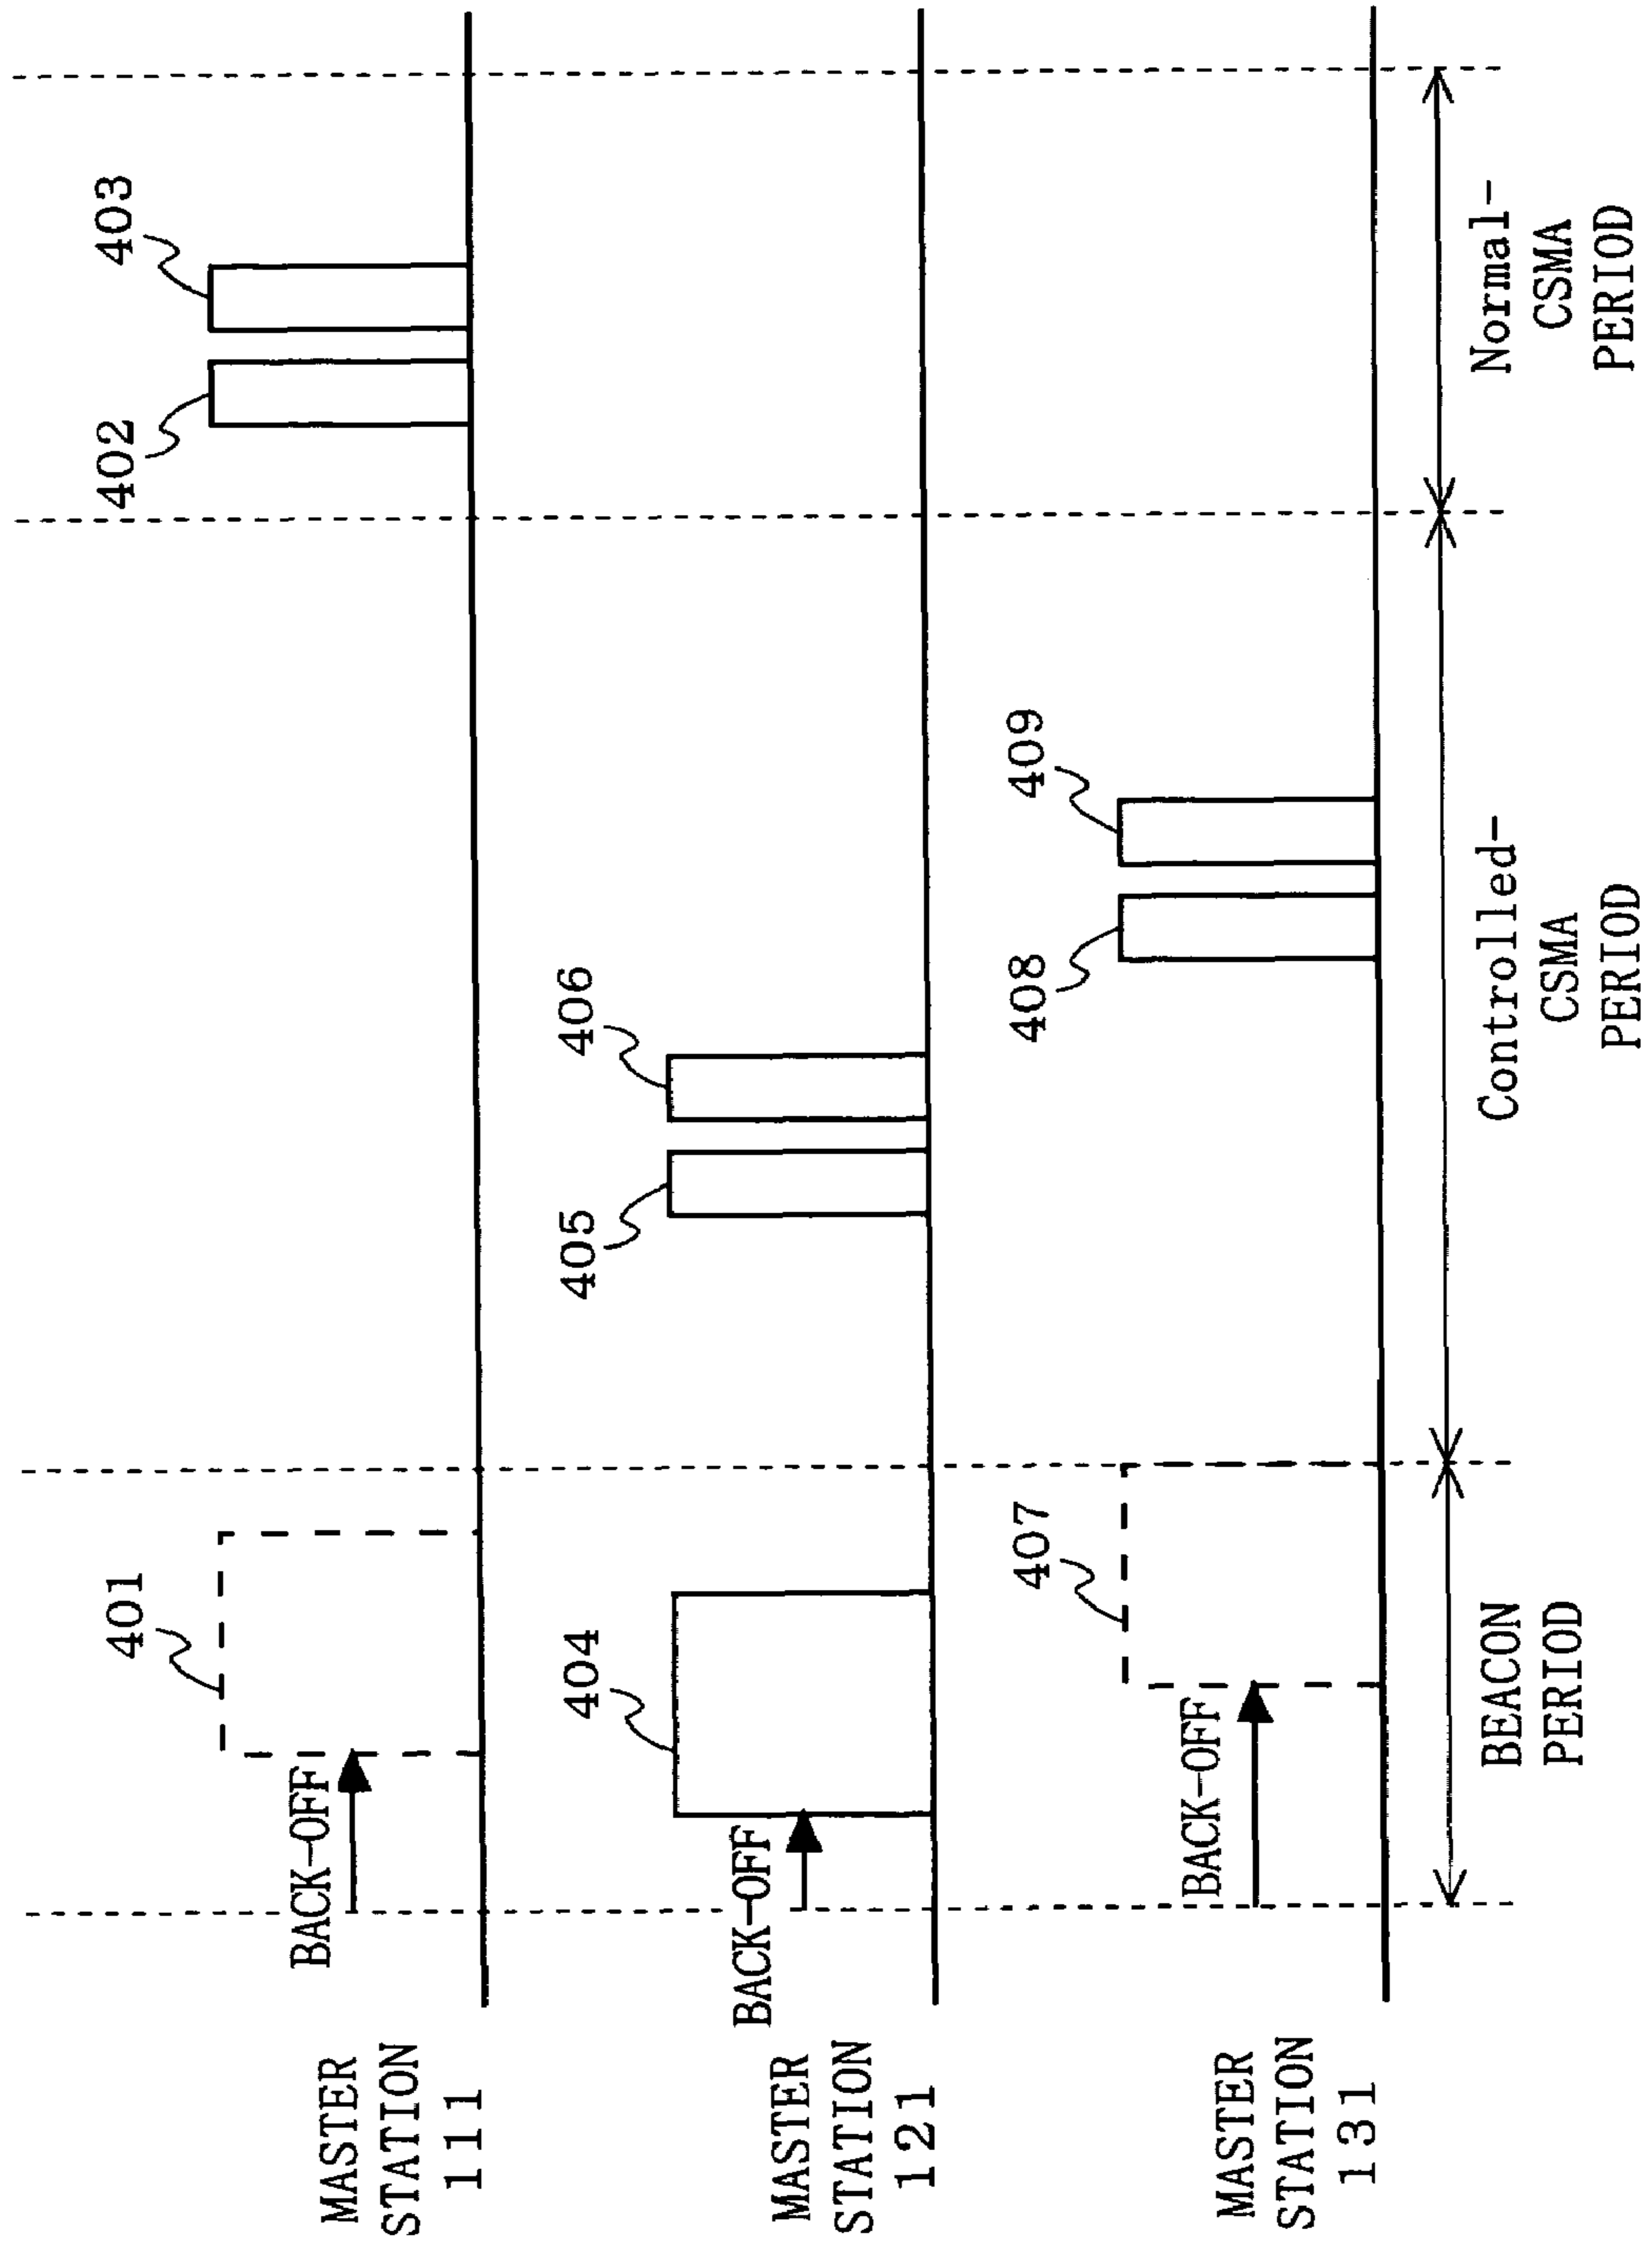 MASTER
STATION
111
BACK-OFF
401
402
403
MASTER
STATION
121
BACK-OFF
404
405
406
MASTER
STATION
131
BACK-OFF
407
408
409
BEACON
PERIOD
Controlled-
CSMA
PERIOD
Normal-
CSMA
PERIOD